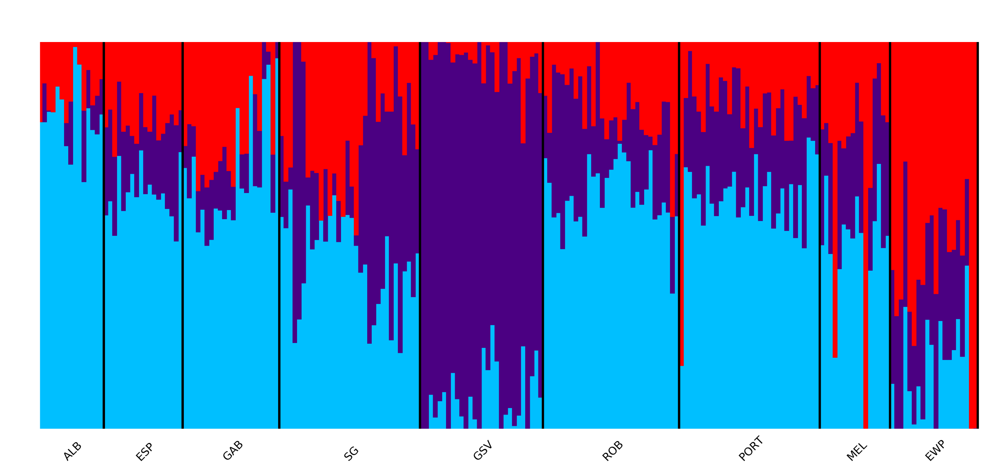 ALB
ESP
GAB
SG
GSV
ROB
PORT
MEL
EWP